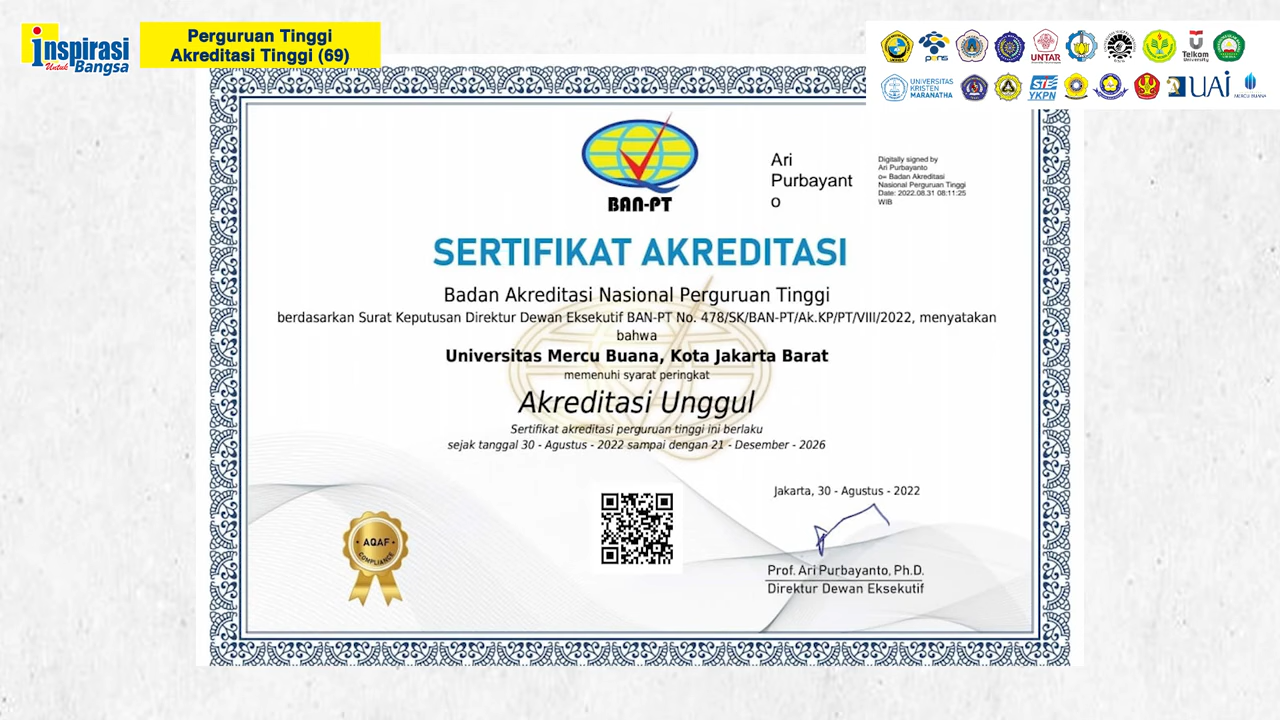 inspirasi
Untuk Bangsa
Perguruan Tinggi
Akreditasi Tinggi (69)
pens
UNTAR
Telkom
University
UNIVERSITAS
KRISTEN
MARANATHA
STIE
YKPN
UAI
MERCU BUANA
BAN-PT
Ari
Purbayant
o
Digitally signed by
Ari Purbayanto
o= Badan Akreditasi
Nasional Perguruan Tinggi
Date: 2022.08.31 08:11:25
WIB
SERTIFIKAT AKREDITASI
Badan Akreditasi Nasional Perguruan Tinggi
berdasarkan Surat Keputusan Direktur Dewan Eksekutif BAN-PT No. 478/SK/BAN-PT/Ak.KP/PT/VIII/2022, menyatakan
bahwa
Universitas Mercu Buana, Kota Jakarta Barat
memenuhi syarat peringkat
Akreditasi Unggul
Sertifikat akreditasi perguruan tinggi ini berlaku
sejak tanggal 30 - Agustus - 2022 sampai dengan 21 - Desember - 2026
Jakarta, 30 - Agustus - 2022
AQAF
COMPLIANCE
Prof. Ari Purbayanto, Ph.D.
Direktur Dewan Eksekutif